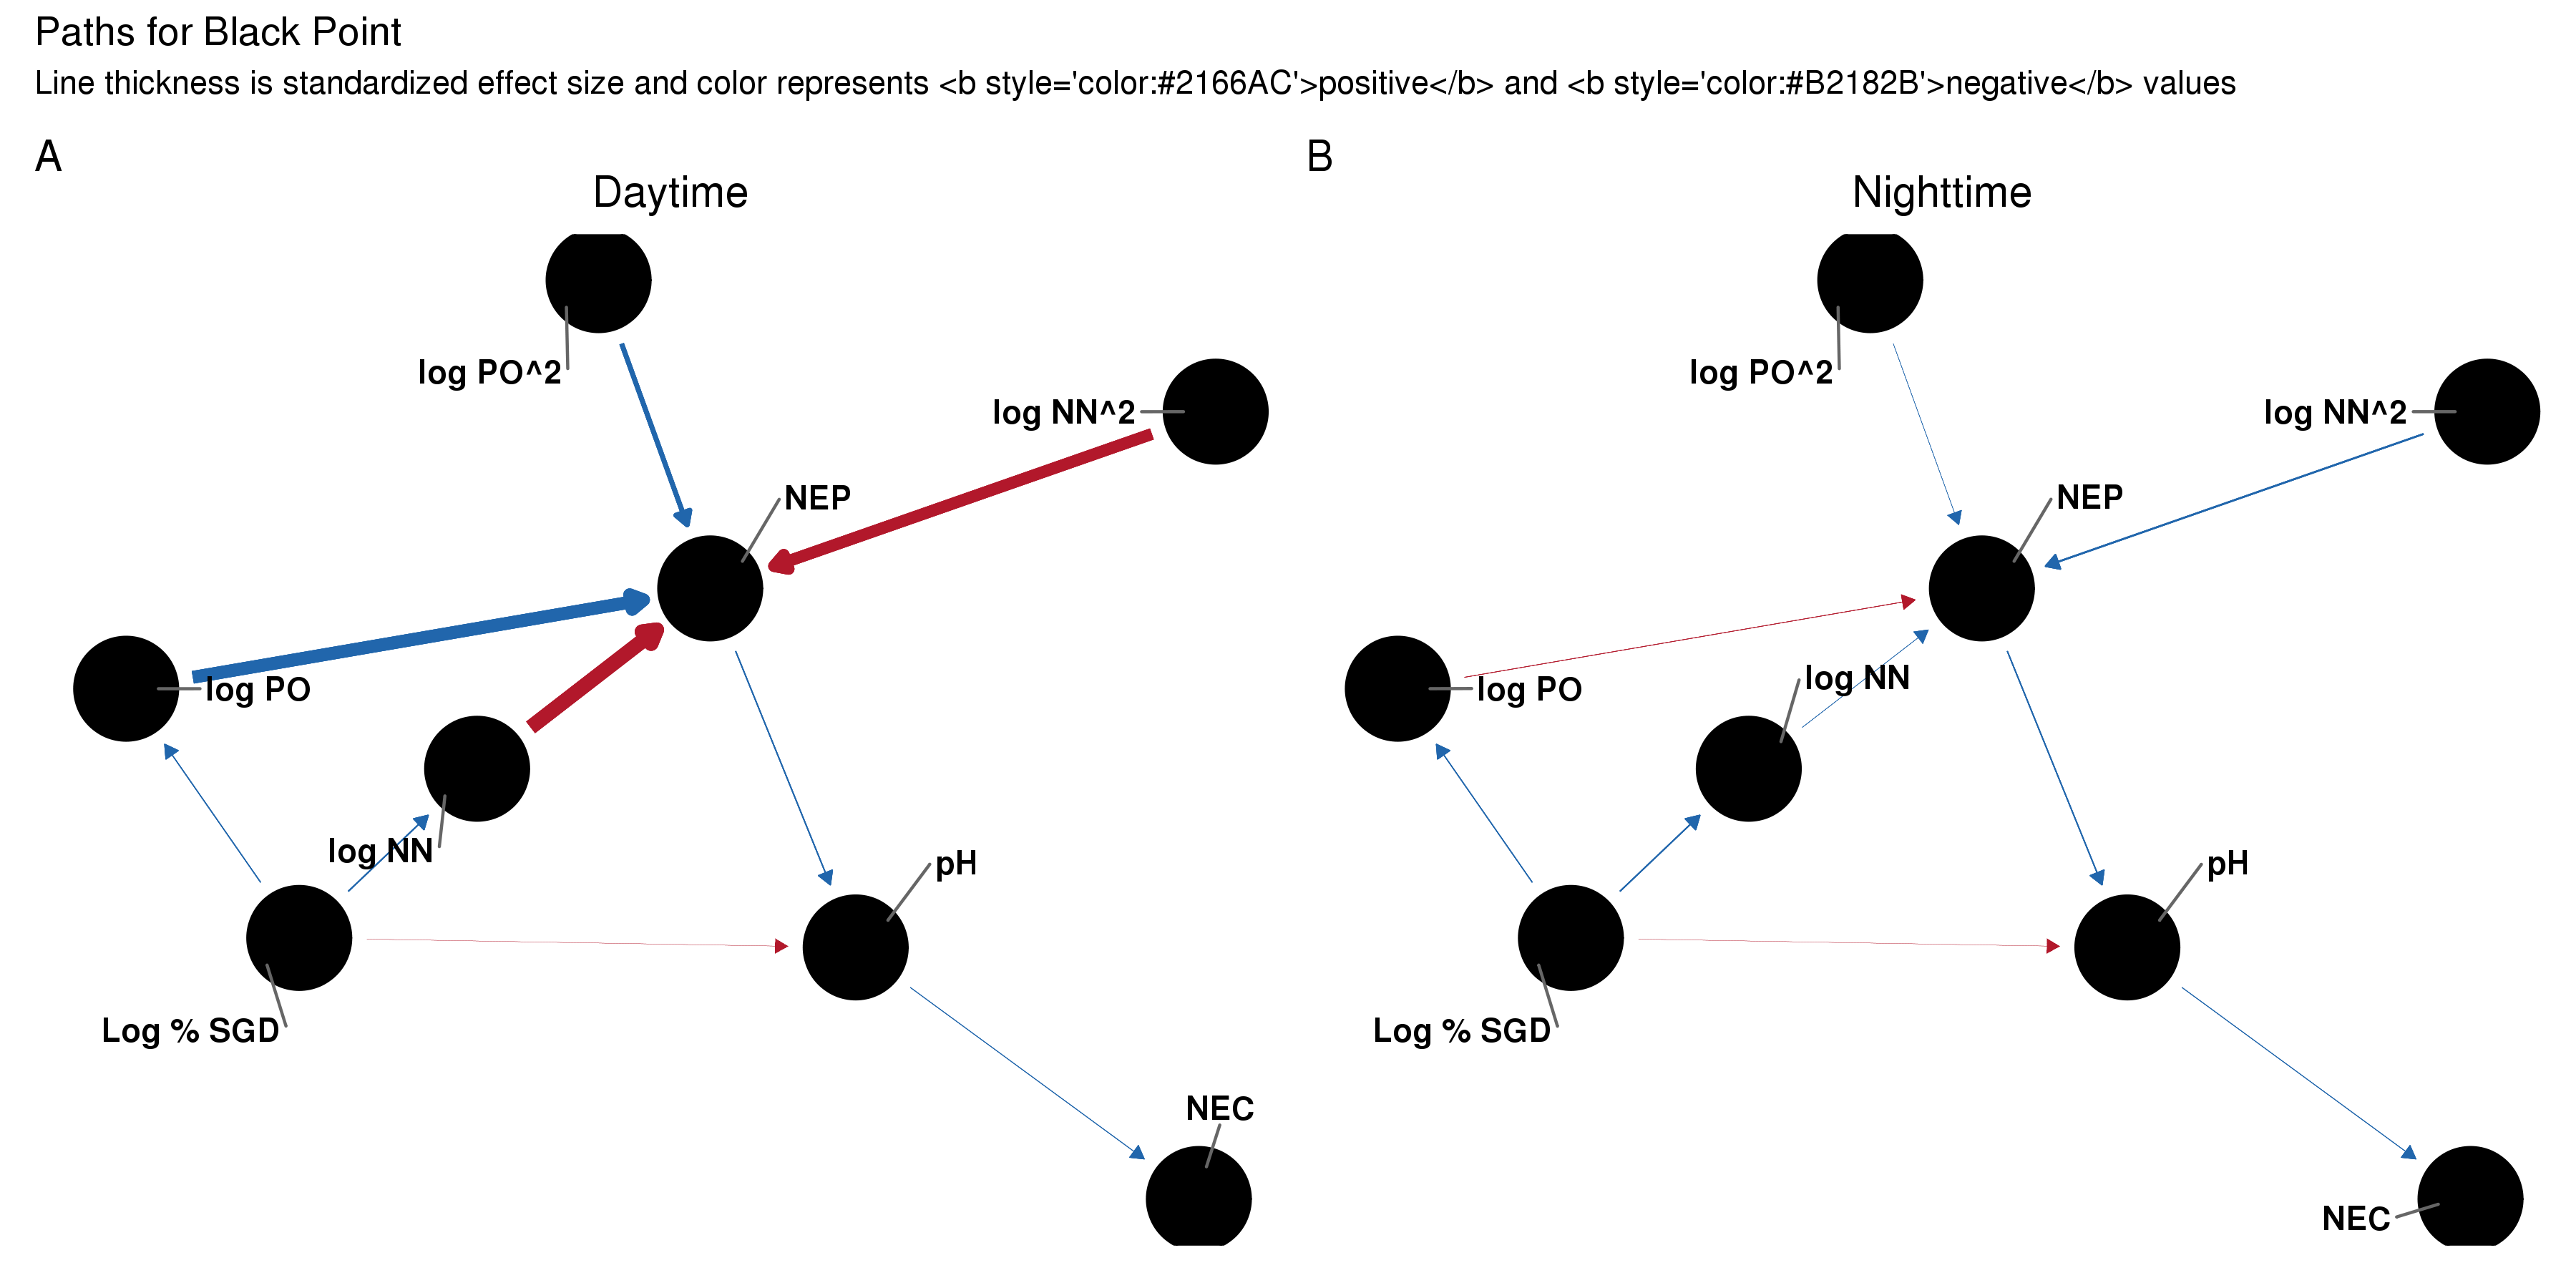 Paths for Black Point
Line thickness is standardized effect size and color represents <b style='color:#2166AC'>positive</b> and <b style='color:#B2182B'>negative</b> values
A
Daytime
log PO^2
log NN^2
NEP
log PO
log NN
pH
Log % SGD
NEC
B
Nighttime
log PO^2
log NN^2
NEP
log NN
log PO
pH
Log % SGD
NEC